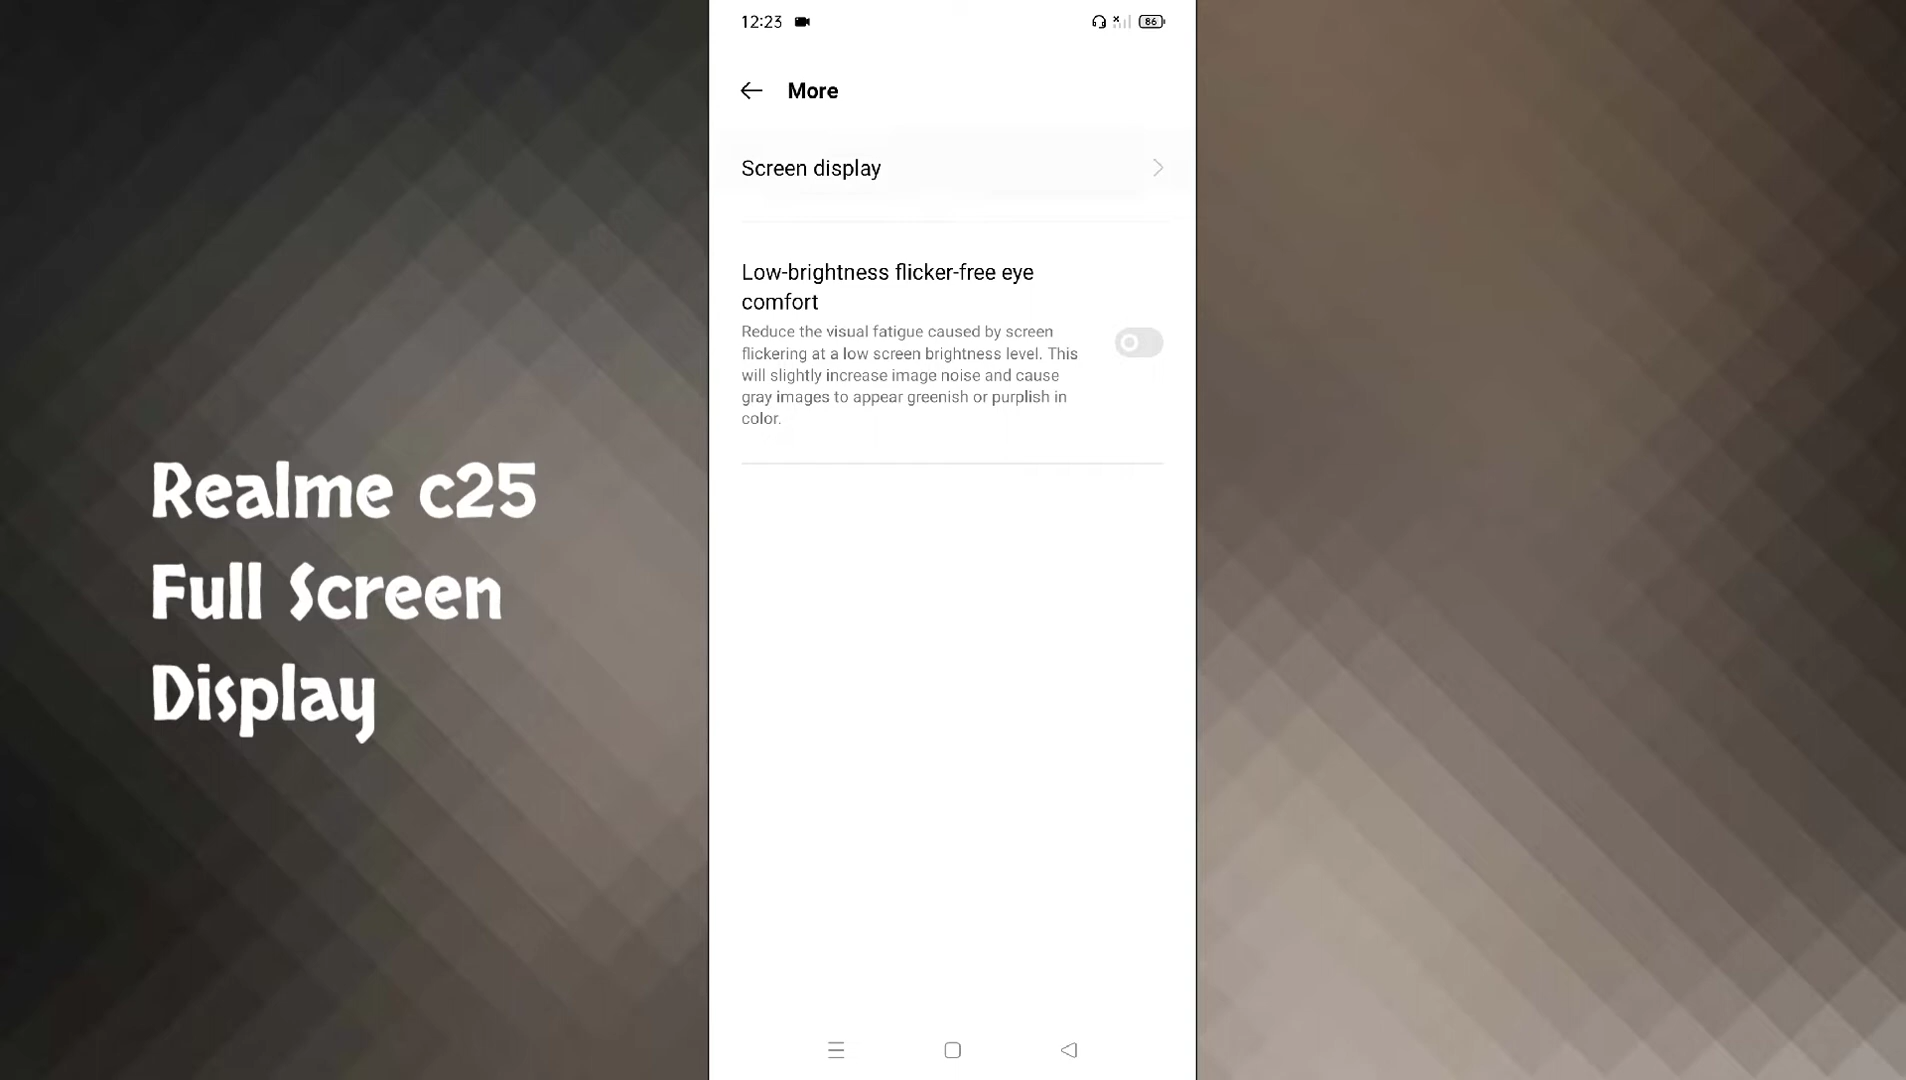 12:23
86
More
Screen display
Low-brightness flicker-free eye
comfort
Reduce the visual fatigue caused by screen
flickering at a low screen brightness level. This
will slightly increase image noise and cause
gray images to appear greenish or purplish in
color.
Realme c25
Full Screen
Display